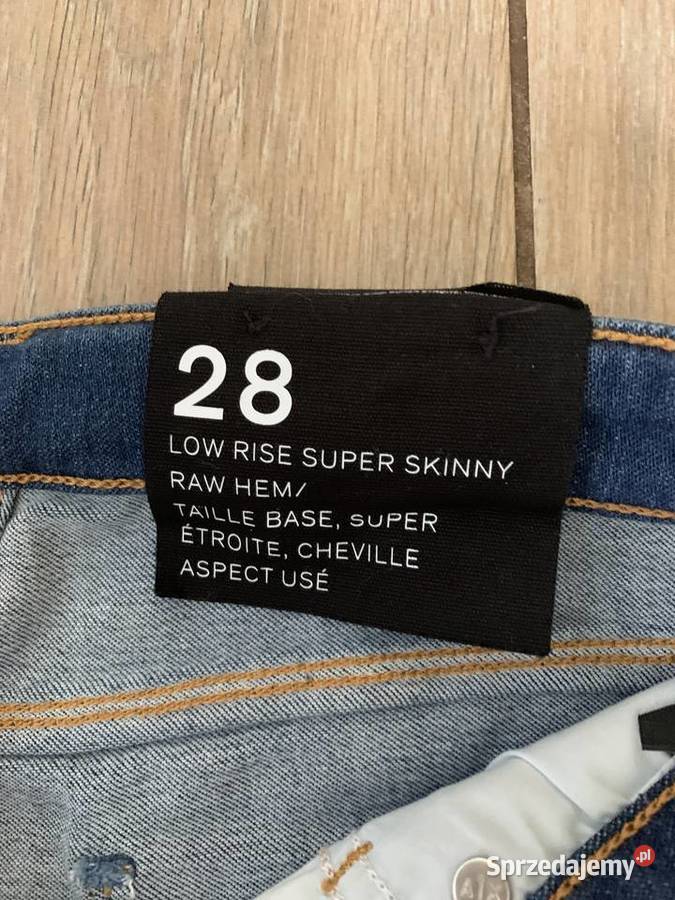 28
LOW RISE SUPER SKINNY
RAW HEM/
TAILLE BASE, SUPER
ÉTROITE, CHEVILLE
ASPECT USÉ
Sprzedajemy.pl